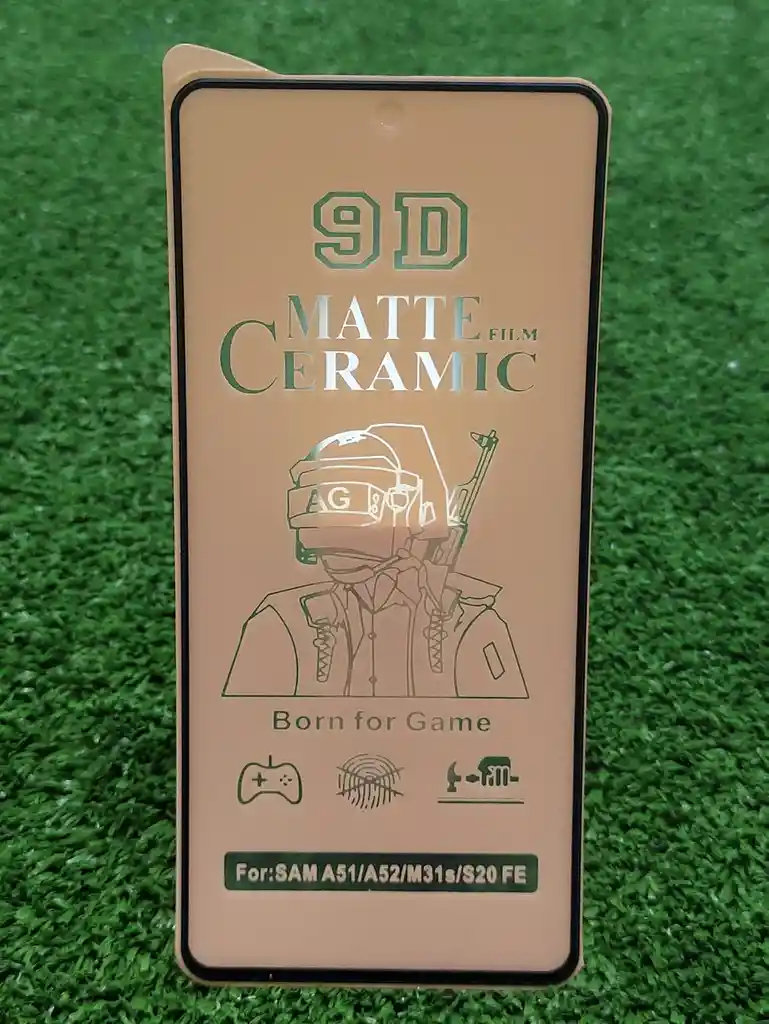 9D
MATTE FILM
CERAMIC
AG
Born for Game
For:SAM A51/A52/M31s/S20 FE